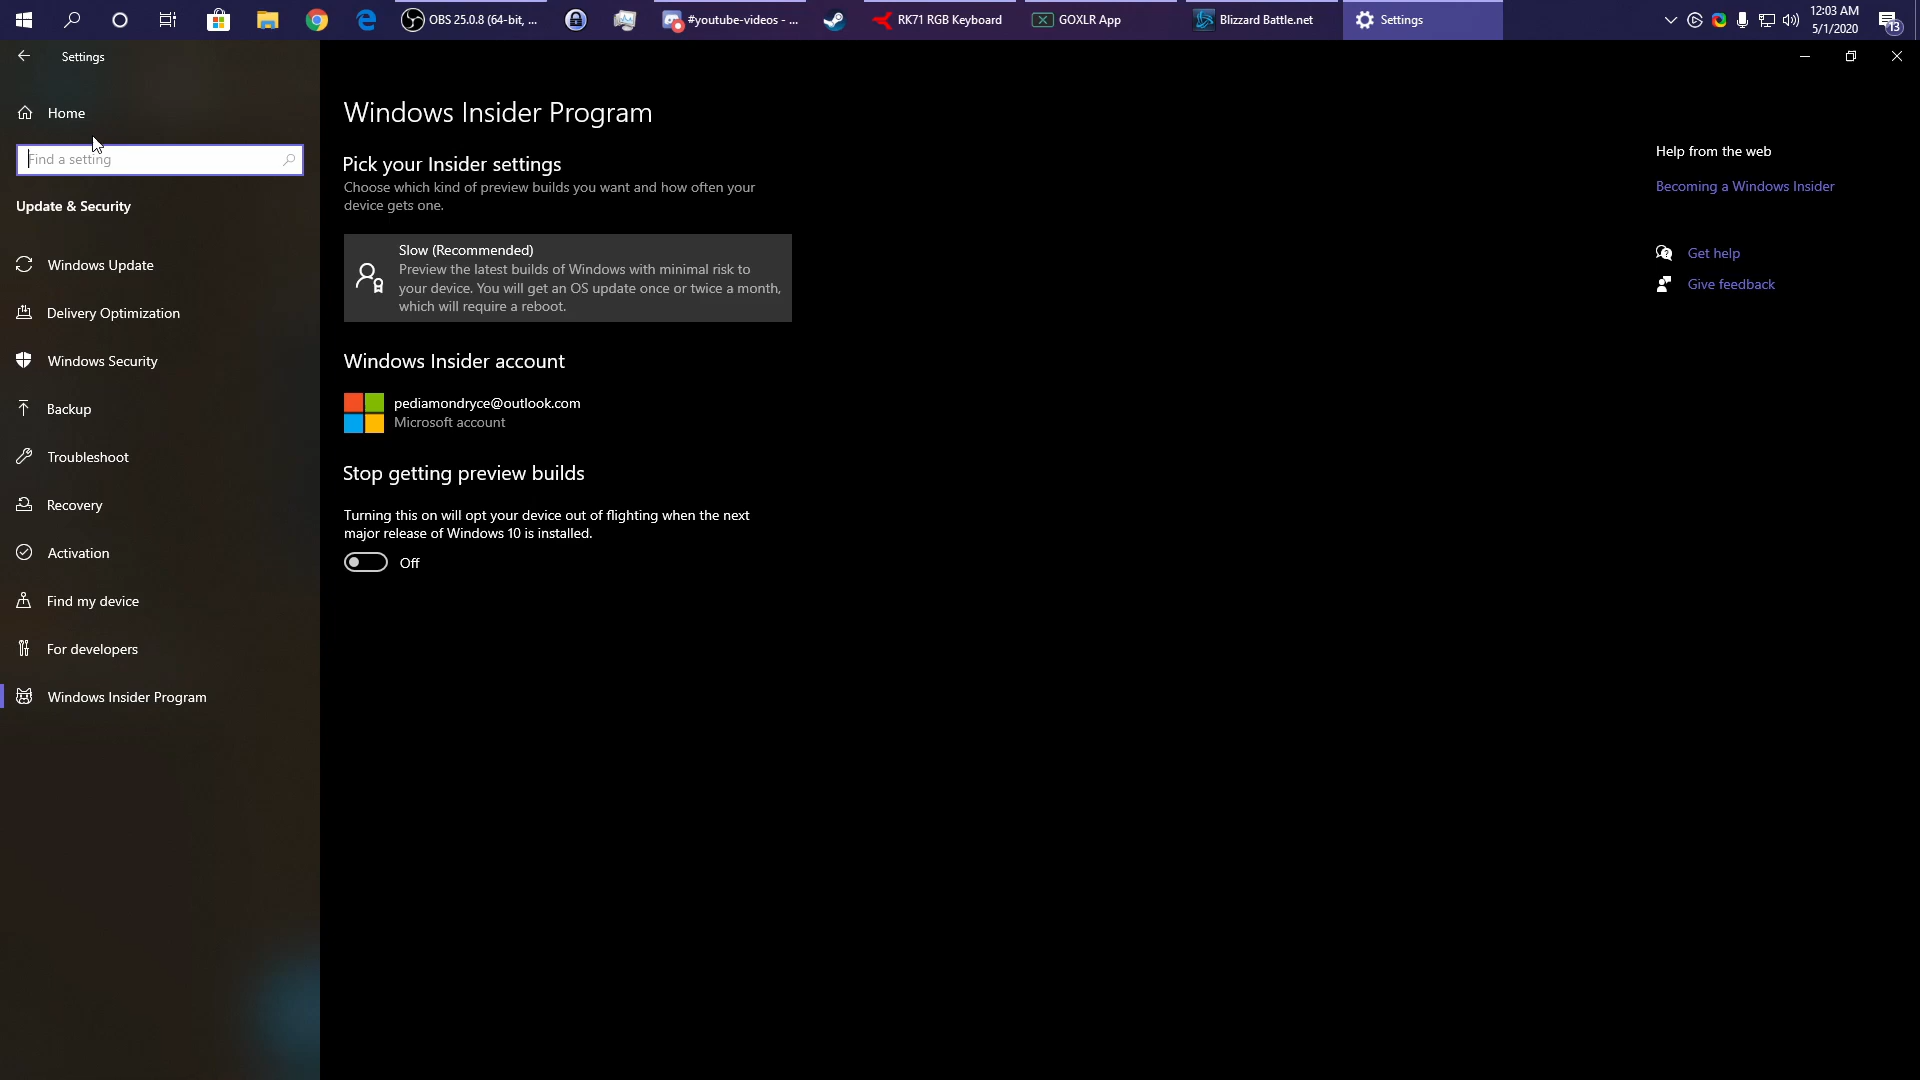 OBS 25.0.8 (64-bit, ...
#youtube-videos - ...
RK71 RGB Keyboard
GOXLR App
Blizzard Battle.net
Settings
12:03 AM
5/1/2020
13
Settings
Home
Find a setting
Update & Security
Windows Update
Delivery Optimization
Windows Security
Backup
Troubleshoot
Recovery
Activation
Find my device
For developers
Windows Insider Program
Windows Insider Program
Pick your Insider settings
Choose which kind of preview builds you want and how often your
device gets one.
Slow (Recommended)
Preview the latest builds of Windows with minimal risk to
your device. You will get an OS update once or twice a month,
which will require a reboot.
Windows Insider account
pediamondryce@outlook.com
Microsoft account
Stop getting preview builds
Turning this on will opt your device out of flighting when the next
major release of Windows 10 is installed.
Off
Help from the web
Becoming a Windows Insider
Get help
Give feedback